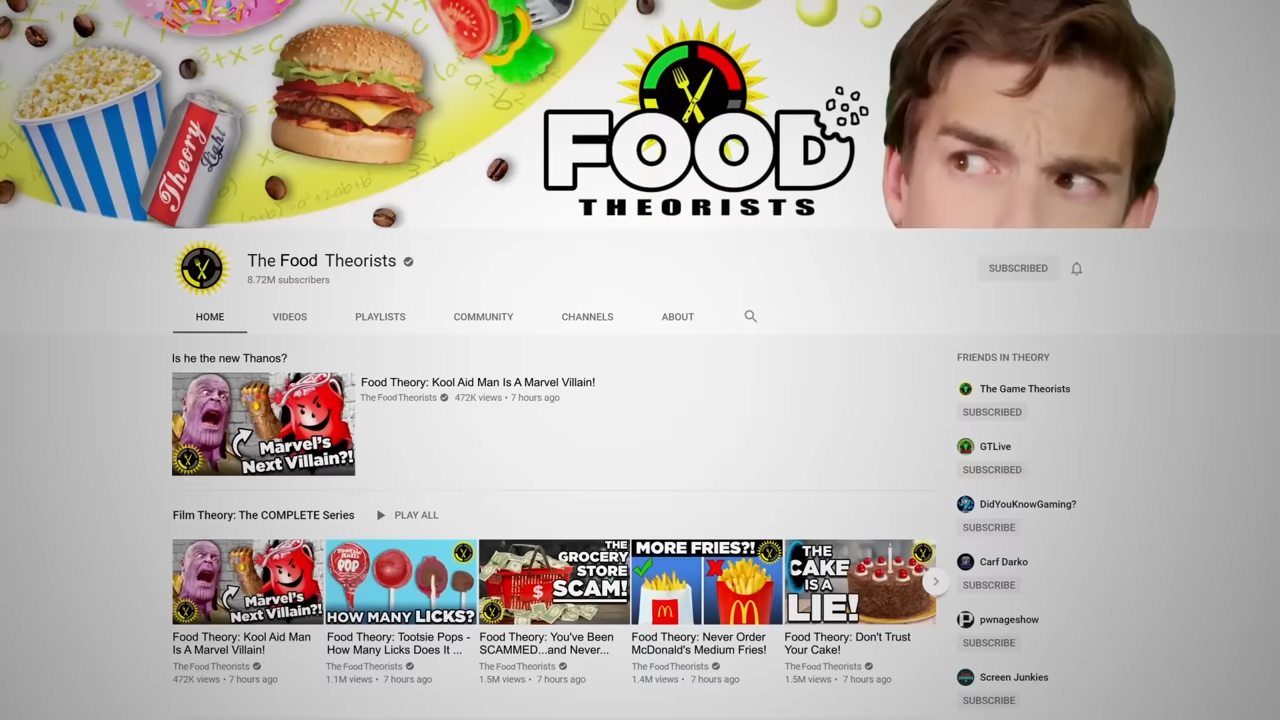 Theory
Light
FOOD
THEORISTS
The Food Theorists
8.72M subscribers
SUBSCRIBED
HOME
VIDEOS
PLAYLISTS
COMMUNITY
CHANNELS
ABOUT
Is he the new Thanos?
MARVEL'S
NEXT VILLAIN?!
Food Theory: Kool Aid Man Is A Marvel Villain!
The Food Theorists 472K views • 7 hours ago
Film Theory: The COMPLETE Series
PLAY ALL
MARVEL'S
NEXT VILLAIN?!
Food Theory: Kool Aid Man
Is A Marvel Villain!
The Food Theorists
472K views • 7 hours ago
Tootsie Roll
POP
HOW MANY LICKS?
Food Theory: Tootsie Pops -
How Many Licks Does It ...
The Food Theorists
1.1M views • 7 hours ago
THE
GROCERY
STORE
SCAM!
$
Food Theory: You've Been
SCAMMED...and Never...
The Food Theorists
1.5M views • 7 hours ago
MORE FRIES?!
Food Theory: Never Order
McDonald's Medium Fries!
The Food Theorists
1.4M views • 7 hours ago
THE
CAKE
IS A
LIE!
Food Theory: Don't Trust
Your Cake!
The Food Theorists
1.5M views • 7 hours ago
FRIENDS IN THEORY
The Game Theorists
SUBSCRIBED
GTLive
SUBSCRIBED
DidYouKnowGaming?
SUBSCRIBE
Carf Darko
SUBSCRIBE
pwnageshow
SUBSCRIBE
Screen Junkies
SUBSCRIBE